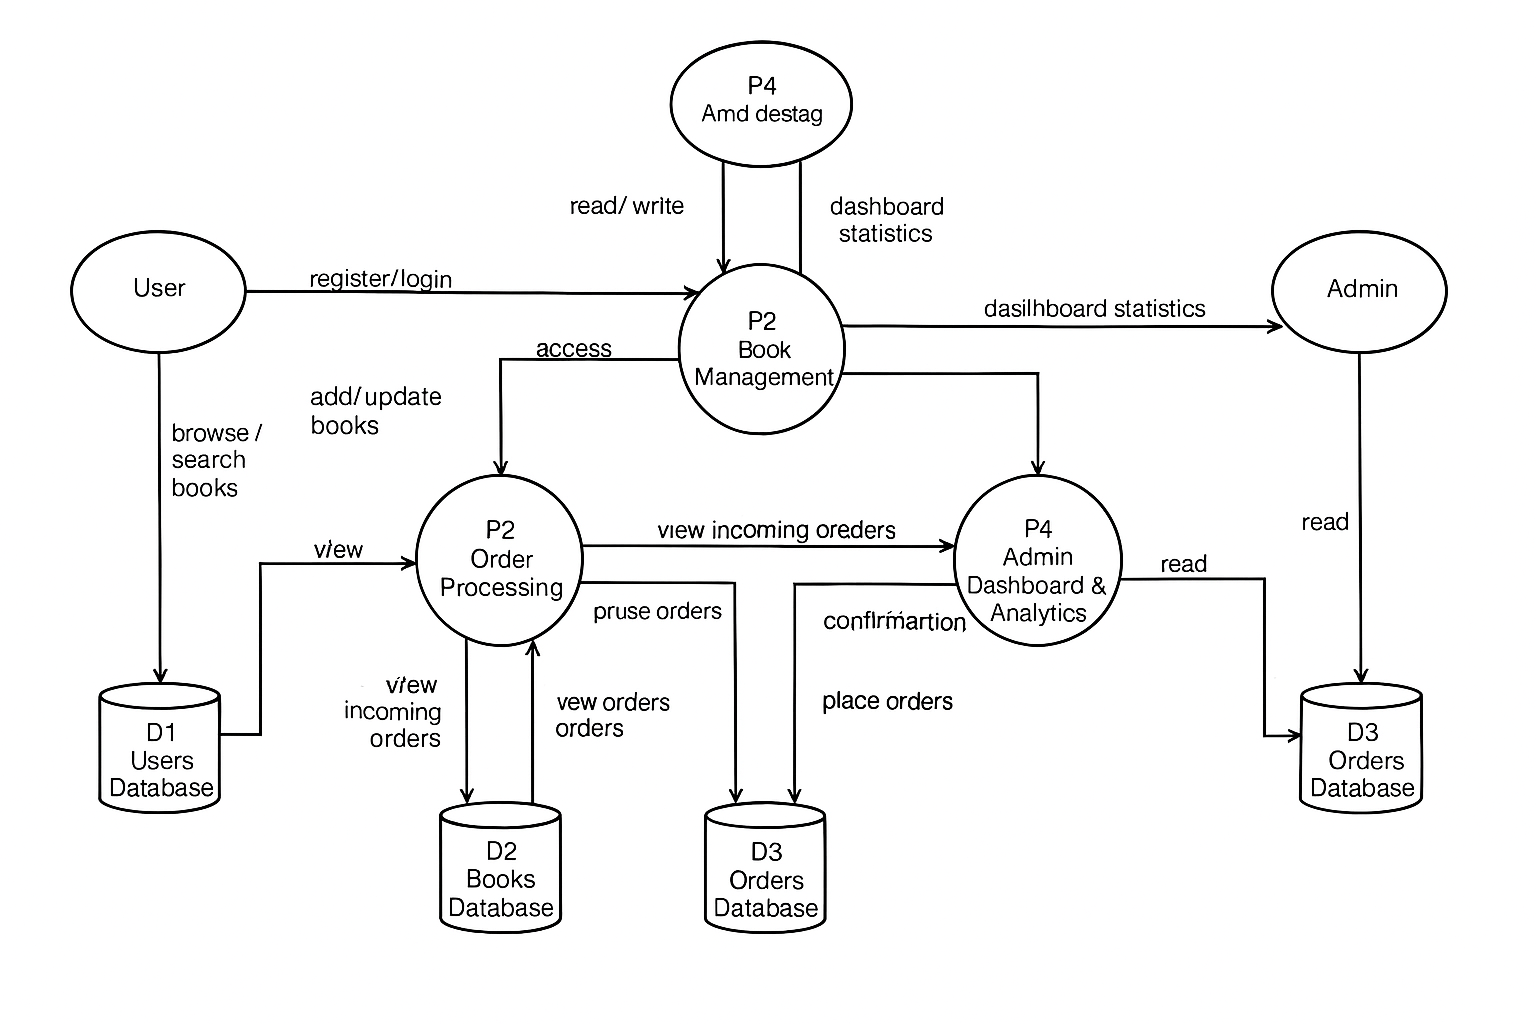 P4
Amd destag
read/ write
dashboard
statistics
User
register/login
Admin
dasilhboard statistics
P2
Book
Management
access
add/update
books
browse /
search
books
view
P2
Order
Processing
view incoming oreders
P4
Admin
Dashboard &
Analytics
read
read
pruse orders
confirmartion
view
incoming
orders
vew orders
orders
place orders
D1
Users
Database
D3
Orders
Database
D2
Books
Database
D3
Orders
Database